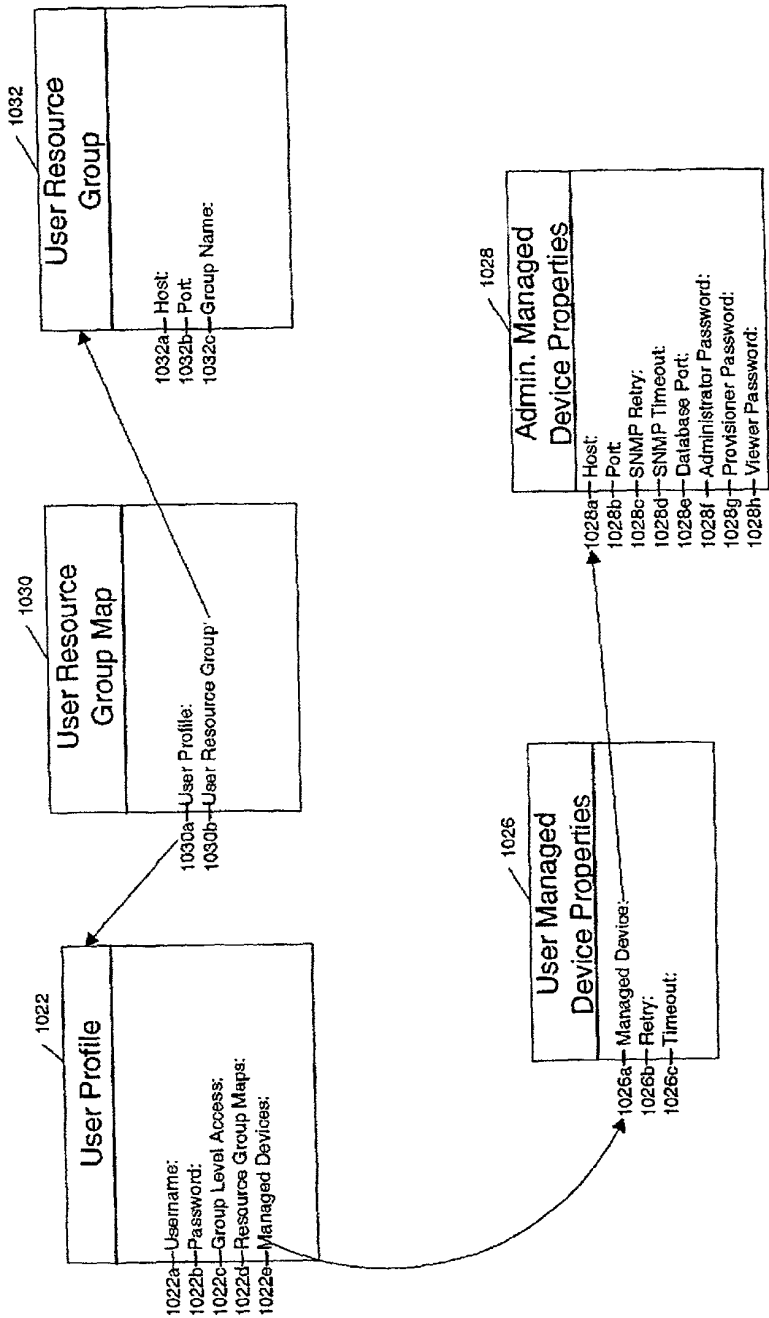 1022
User Profile
1022a Username:
1022b Password:
1022c Group Level Access:
1022d Resource Group Maps:
1022e Managed Devices:
1030
User Resource
Group Map
1030a User Profile:
1030b User Resource Group
1032
User Resource
Group
1032a Host:
1032b Port:
1032c Group Name:
1026
User Managed
Device Properties
1026a Managed Device:
1026b Retry:
1026c Timeout:
1028
Admin. Managed
Device Properties
1028a Host:
1028b Port:
1028c SNMP Retry:
1028d SNMP Timeout:
1028e Database Port:
1028f Administrator Password:
1028g Provisioner Password:
1028h Viewer Password: